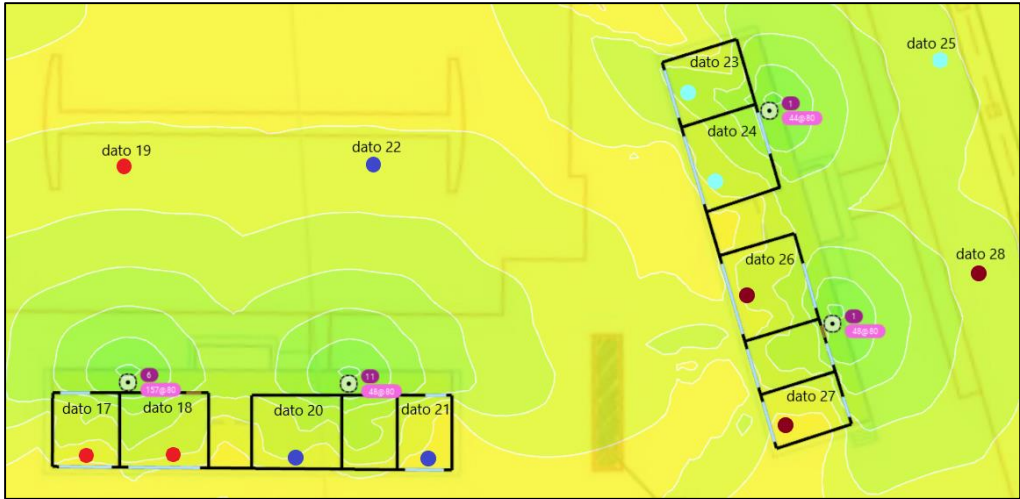 dato 23
dato 25
1
44@80
dato 24
dato 19
dato 22
dato 26
dato 28
1
48@80
6
157@80
11
48@80
dato 17
dato 18
dato 20
dato 21
dato 27